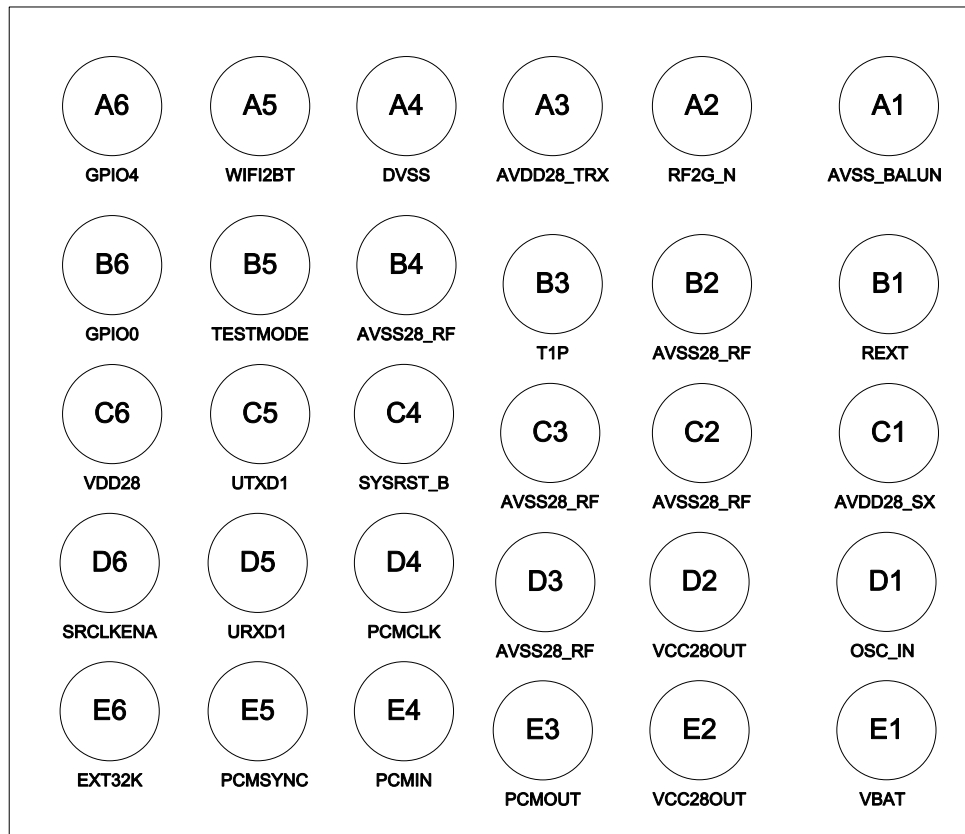 A6 A5 A4 A3 A2 A1
GPIO4 WIFI2BT DVSS AVDD28_TRX RF2G_N AVSS_BALUN
B6 B5 B4 B3 B2 B1
GPIO0 TESTMODE AVSS28_RF T1P AVSS28_RF REXT
C6 C5 C4 C3 C2 C1
VDD28 UTXD1 SYSRST_B AVSS28_RF AVSS28_RF AVDD28_SX
D6 D5 D4 D3 D2 D1
SRCLKENA URXD1 PCMCLK AVSS28_RF VCC28OUT OSC_IN
E6 E5 E4 E3 E2 E1
EXT32K PCMSYNC PCMIN PCMOUT VCC28OUT VBAT